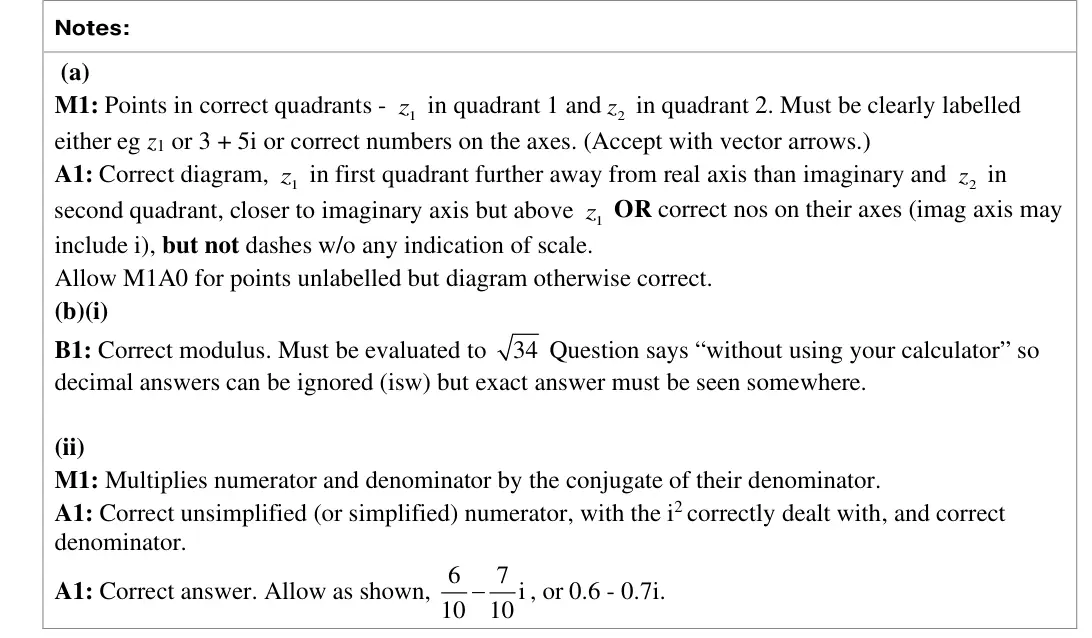 Notes:
(a)
M1: Points in correct quadrants - z₁ in quadrant 1 and z₂ in quadrant 2. Must be clearly labelled
either eg z₁ or 3 + 5i or correct numbers on the axes. (Accept with vector arrows.)
A1: Correct diagram, z₁ in first quadrant further away from real axis than imaginary and z₂ in
second quadrant, closer to imaginary axis but above z₁ OR correct nos on their axes (imag axis may
include i), but not dashes w/o any indication of scale.
Allow M1A0 for points unlabelled but diagram otherwise correct.
(b)(i)
B1: Correct modulus. Must be evaluated to √34 Question says “without using your calculator” so
decimal answers can be ignored (isw) but exact answer must be seen somewhere.
(ii)
M1: Multiplies numerator and denominator by the conjugate of their denominator.
A1: Correct unsimplified (or simplified) numerator, with the i² correctly dealt with, and correct
denominator.
A1: Correct answer. Allow as shown, 6/10 − 7/10 i , or 0.6 - 0.7i.